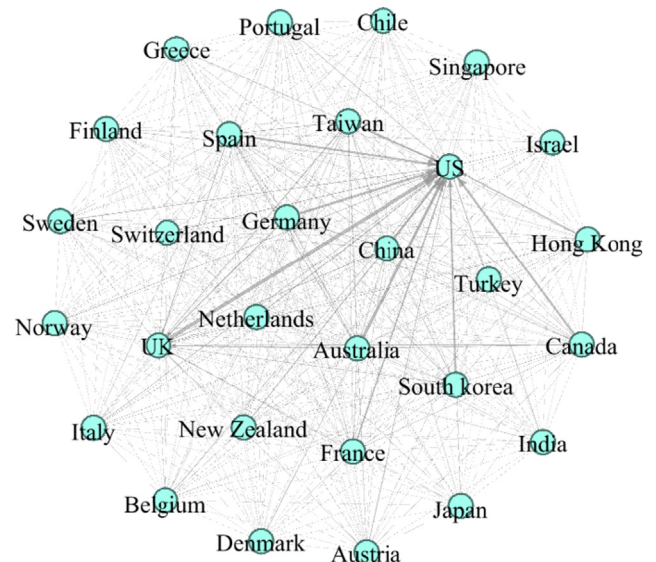 Chile
Portugal
Greece
Singapore
Taiwan
Finland
Spain
Israel
US
Germany
Sweden
Switzerland
Hong Kong
China
Turkey
Netherlands
Norway
UK
Australia
Canada
South korea
Italy
New Zealand
India
France
Belgium
Japan
Denmark
Austria